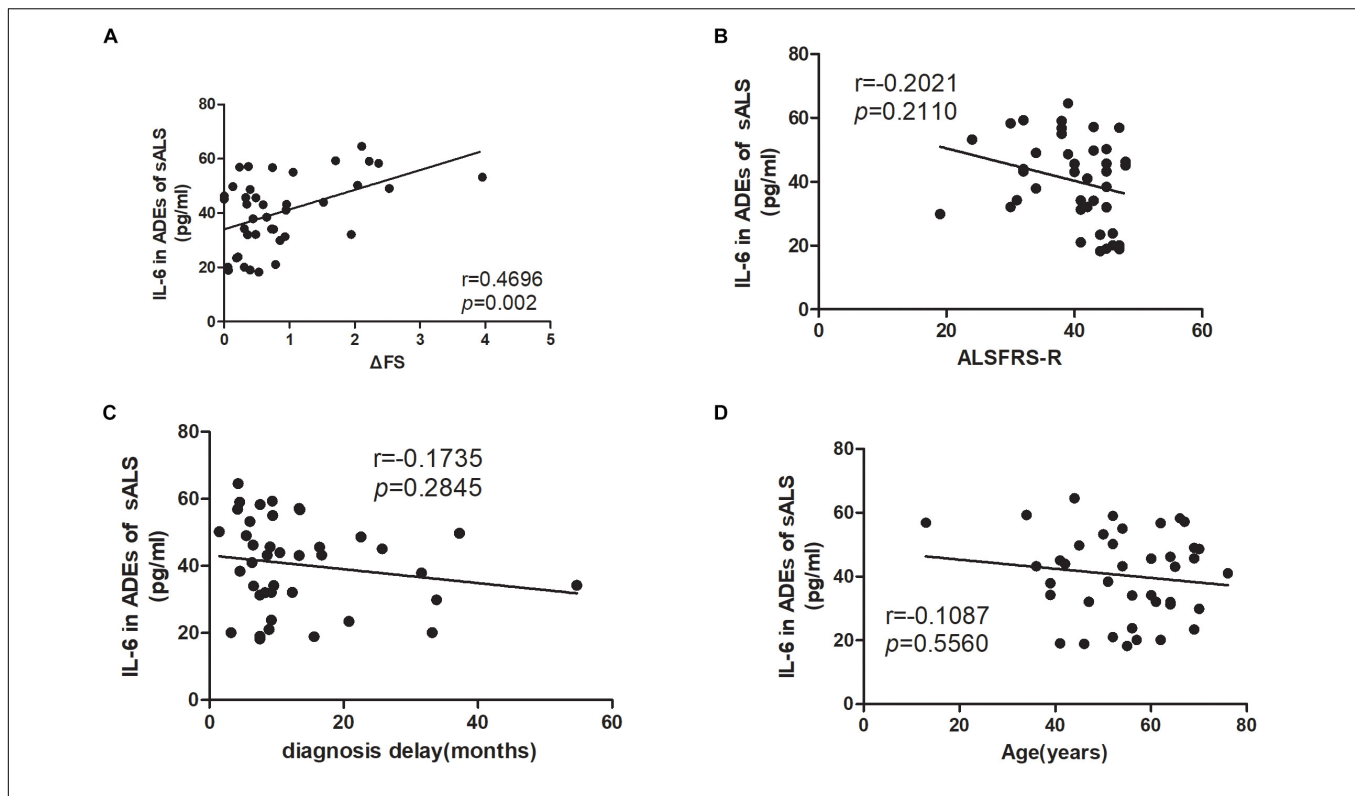 A
IL-6 in ADEs of sALS
(pg/ml)
80
60
40
20
0
r=0.4696
p=0.002
0 1 2 3 4 5
ΔFS
B
IL-6 in ADEs of sALS
(pg/ml)
80
60
40
20
0
r=-0.2021
p=0.2110
0 20 40 60
ALSFRS-R
C
IL-6 in ADEs of sALS
(pg/ml)
80
60
40
20
0
r=-0.1735
p=0.2845
0 20 40 60
diagnosis delay(months)
D
IL-6 in ADEs of sALS
(pg/ml)
80
60
40
20
0
r=-0.1087
p=0.5560
0 20 40 60 80
Age(years)